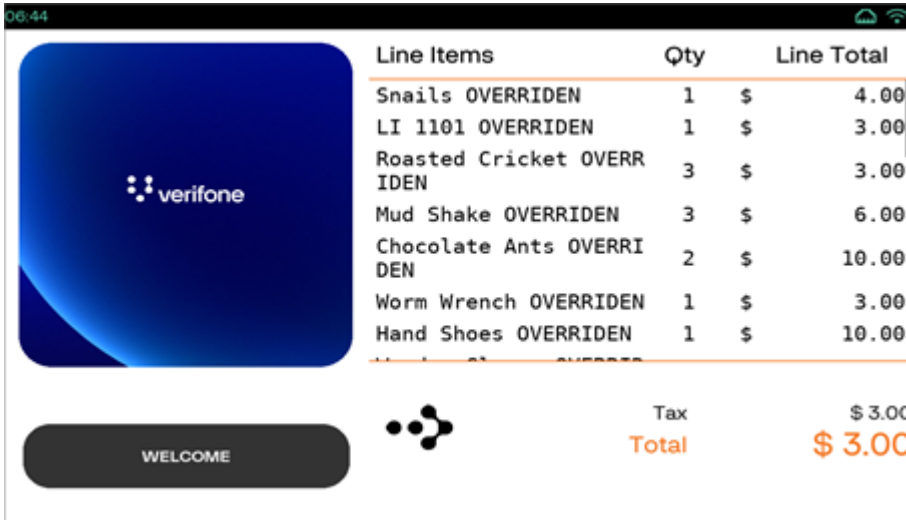 06:44
verifone
WELCOME
Line Items Qty Line Total
Snails OVERRIDEN 1 $ 4.00
LI 1101 OVERRIDEN 1 $ 3.00
Roasted Cricket OVERR
IDEN 3 $ 3.00
Mud Shake OVERRIDEN 3 $ 6.00
Chocolate Ants OVERRI
DEN 2 $ 10.00
Worm Wrench OVERRIDEN 1 $ 3.00
Hand Shoes OVERRIDEN 1 $ 10.00
Tax $ 3.00
Total $ 3.00